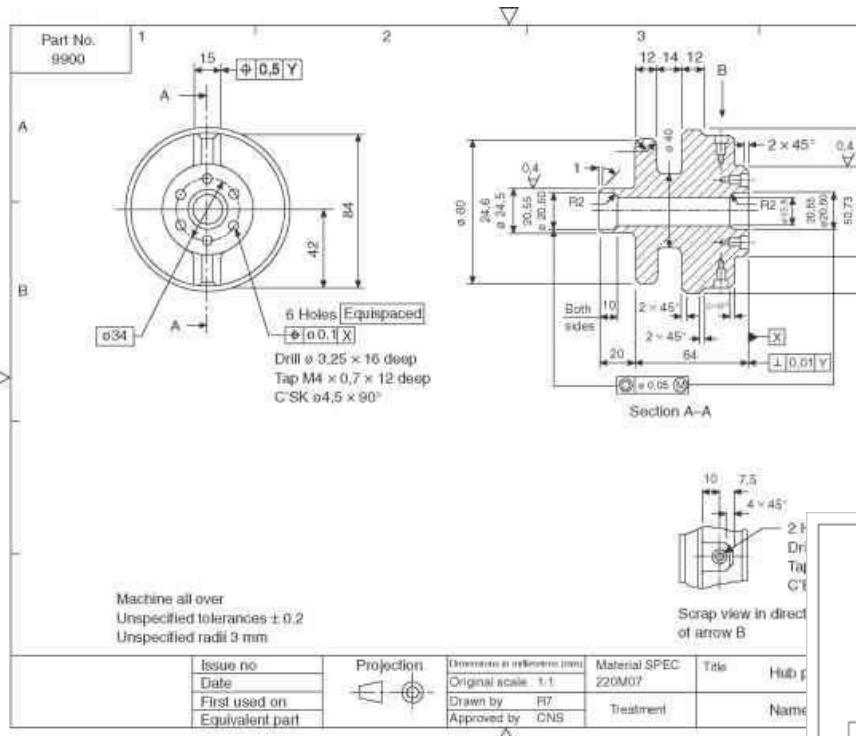 Part No.
9900
1
2
3
A
B
15
⌖ 0,5 Y
A
A
84
42
ø34
6 Holes Equispaced
⌖ ø 0,1 X
Drill ø 3,25 × 16 deep
Tap M4 × 0,7 × 12 deep
C'SK ø4,5 × 90°
12 14 12
B
ø 40
2 × 45°
0,4
0,4
1
ø 80
24,6
ø 24,5
20,55
ø 20,50
R2
R2
50,73
Both
sides
10
2 × 45°
2 × 45°
20
64
X
⊥ 0,01 Y
◎ ø 0,05 Ⓜ
Section A–A
10 7,5
4 × 45°
Scrap view in direct
of arrow B
Machine all over
Unspecified tolerances ± 0.2
Unspecified radii 3 mm
Issue no
Date
First used on
Equivalent part
Projection
Dimensions in millimetres (mm)
Original scale 1:1
Drawn by
Approved by CNS
Material SPEC
220M07
Treatment
Title
Hub p
Name